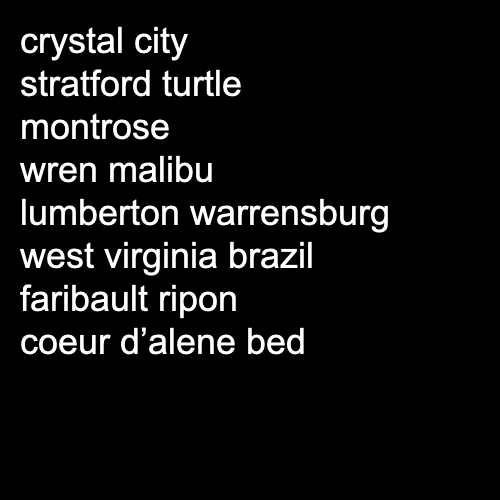 crystal city
stratford turtle
montrose
wren malibu
lumberton warrensburg
west virginia brazil
faribault ripon
coeur d’alene bed